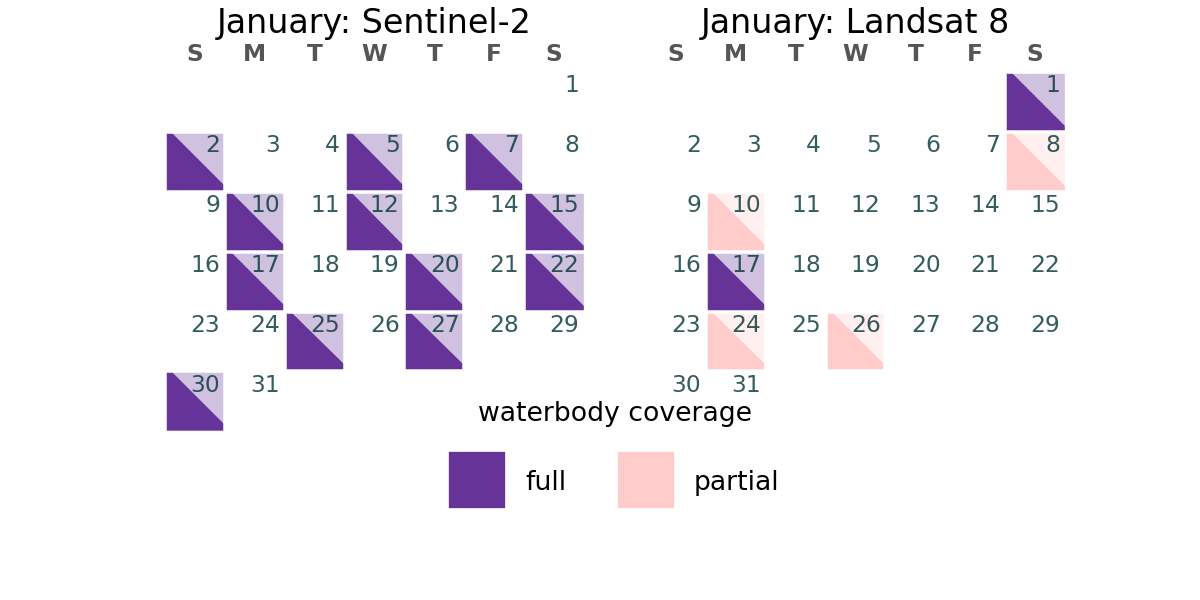 January: Sentinel-2
S M T W T F S
1
2 3 4 5 6 7 8
9 10 11 12 13 14 15
16 17 18 19 20 21 22
23 24 25 26 27 28 29
30 31
January: Landsat 8
S M T W T F S
1
2 3 4 5 6 7 8
9 10 11 12 13 14 15
16 17 18 19 20 21 22
23 24 25 26 27 28 29
30 31
waterbody coverage
full partial